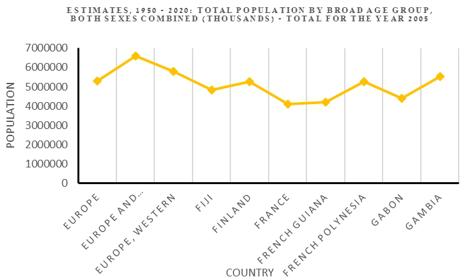 ESTIMATES, 1950 - 2020: TOTAL POPULATION BY BROAD AGE GROUP,
BOTH SEXES COMBINED (THOUSANDS) - TOTAL FOR THE YEAR 2005
POPULATION
7000000
6000000
5000000
4000000
3000000
2000000
1000000
0
EUROPE
EUROPE AND...
EUROPE, WESTERN
FIJI
FINLAND
FRANCE
FRENCH GUIANA
FRENCH POLYNESIA
GABON
GAMBIA
COUNTRY